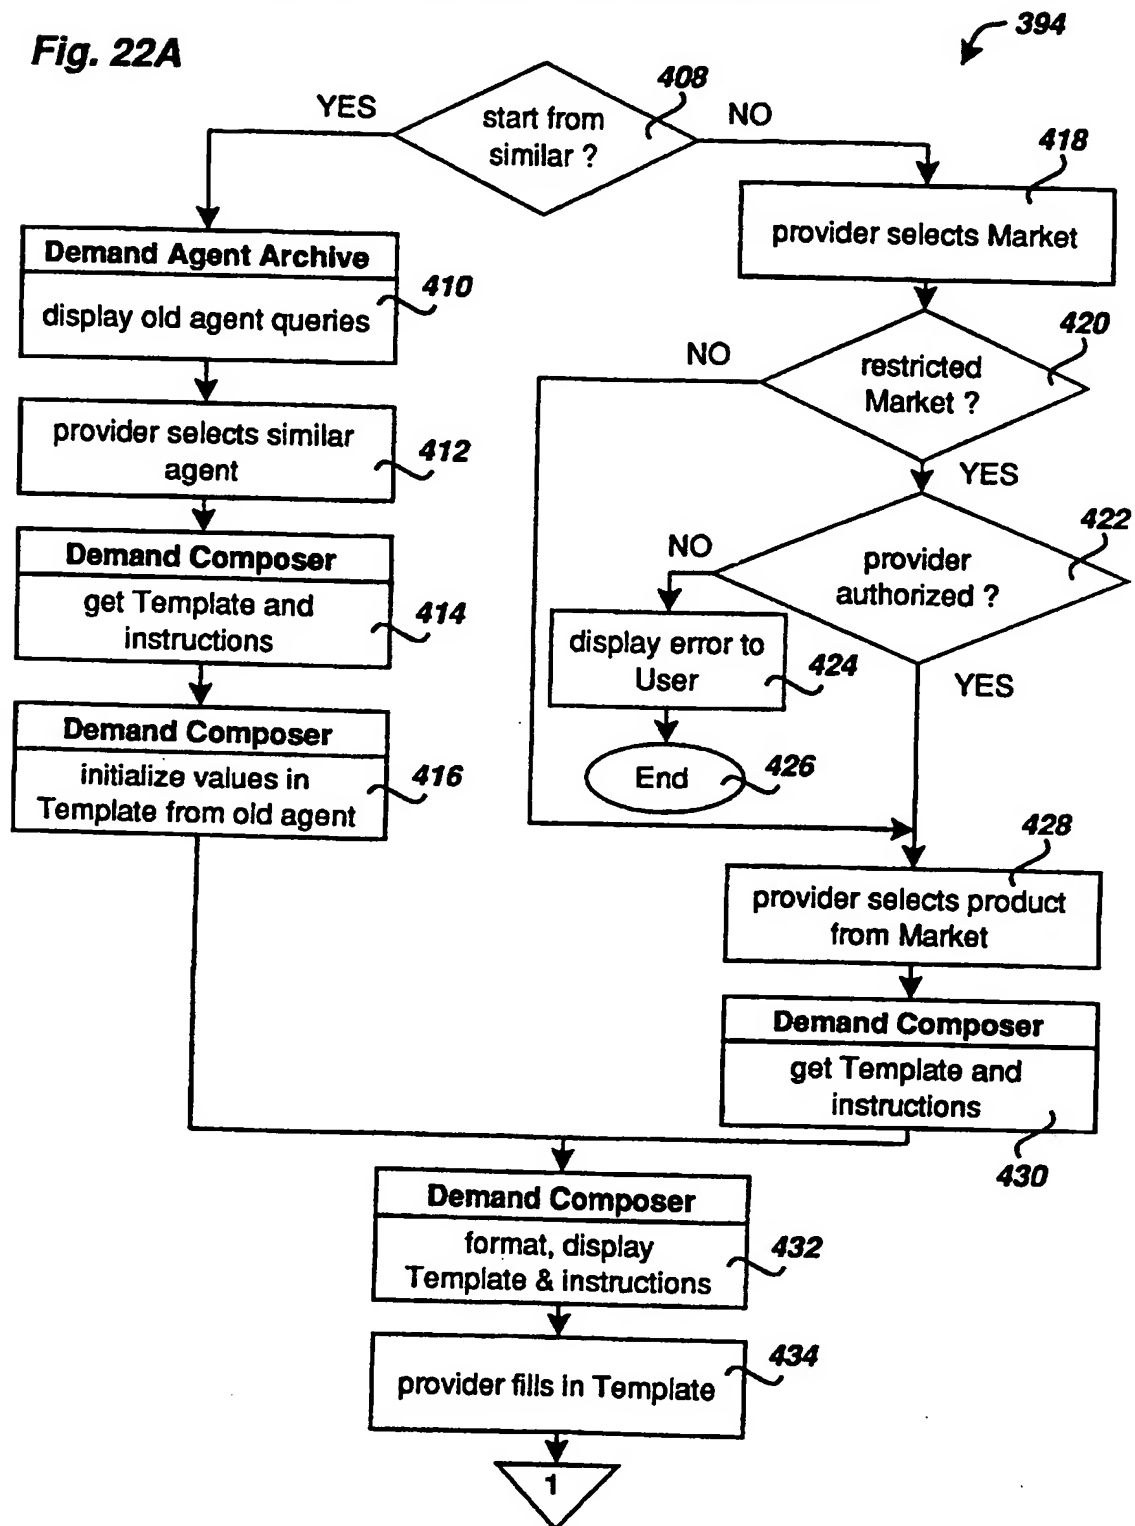 Fig. 22A
394
408
YES
start from
similar ?
NO
418
provider selects Market
Demand Agent Archive
display old agent queries
410
420
NO
restricted
Market ?
YES
provider selects similar
agent
412
422
NO
provider
authorized ?
Demand Composer
get Template and
instructions
414
display error to
User
424
YES
Demand Composer
initialize values in
Template from old agent
416
End
426
428
provider selects product
from Market
Demand Composer
get Template and
instructions
430
Demand Composer
format, display
Template & instructions
432
provider fills in Template
434
1